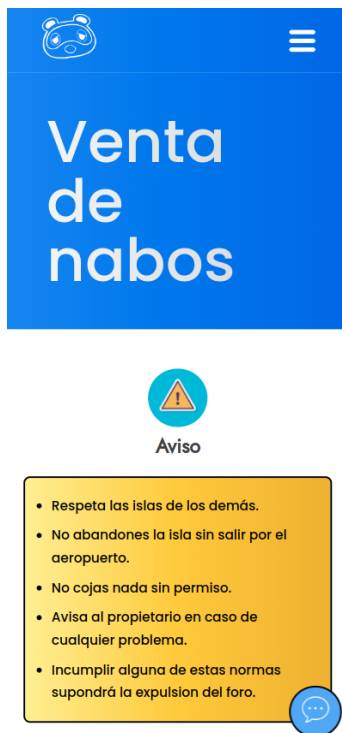 Venta
de
nabos
Aviso
Respeta las islas de los demás.
No abandones la isla sin salir por el
aeropuerto.
No cojas nada sin permiso.
Avisa al propietario en caso de
cualquier problema.
Incumplir alguna de estas normas
supondrá la expulsion del foro.